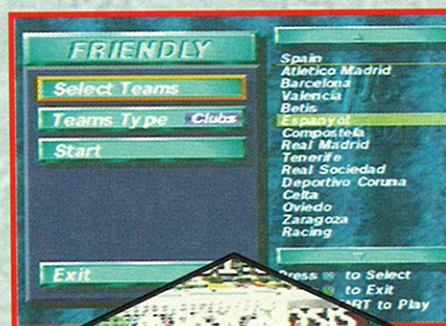 FRIENDLY
Select Teams
Teams Type Clubs
Start
Exit
Spain
Atletico Madrid
Barcelona
Valencia
Betis
Espanyol
Compostela
Real Madrid
Tenerife
Real Sociedad
Deportivo Coruna
Celta
Oviedo
Zaragoza
Racing
to Select
to Exit
to Play